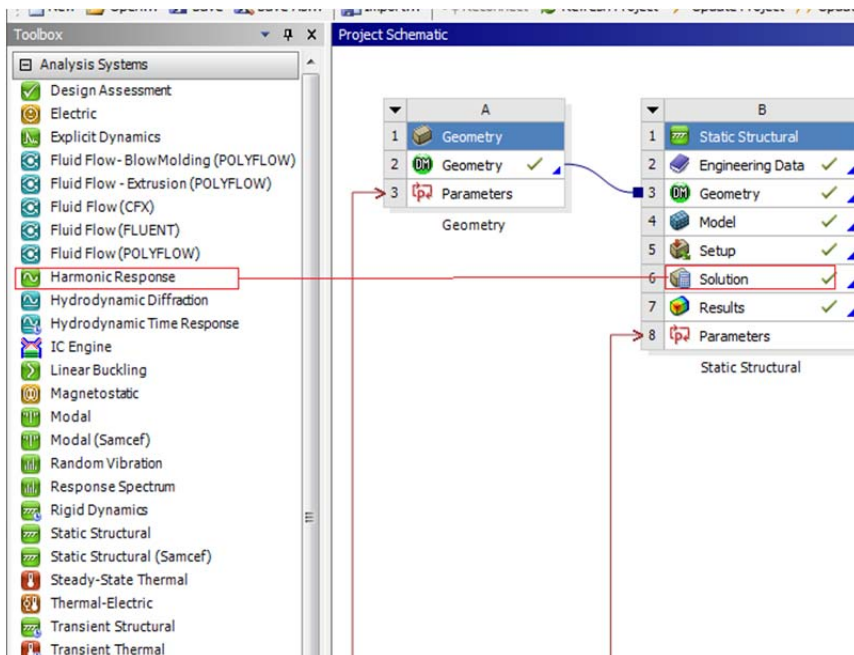 Toolbox
Project Schematic
Analysis Systems
Design Assessment
Electric
Explicit Dynamics
Fluid Flow- BlowMolding (POLYFLOW)
Fluid Flow - Extrusion (POLYFLOW)
Fluid Flow (CFX)
Fluid Flow (FLUENT)
Fluid Flow (POLYFLOW)
Harmonic Response
Hydrodynamic Diffraction
Hydrodynamic Time Response
IC Engine
Linear Buckling
Magnetostatic
Modal
Modal (Samcef)
Random Vibration
Response Spectrum
Rigid Dynamics
Static Structural
Static Structural (Samcef)
Steady-State Thermal
Thermal-Electric
Transient Structural
Transient Thermal
A
1 Geometry
2 DM Geometry
3 Parameters
Geometry
B
1 Static Structural
2 Engineering Data
3 DM Geometry
4 Model
5 Setup
6 Solution
7 Results
8 Parameters
Static Structural